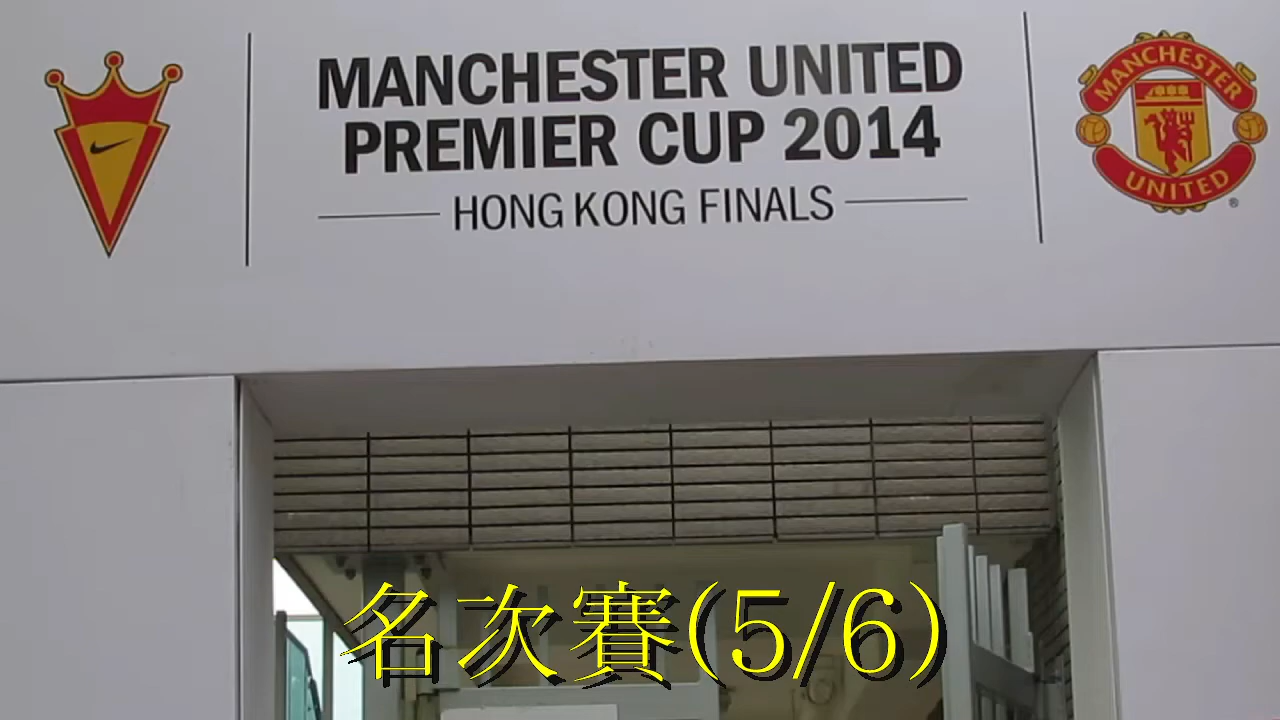 MANCHESTER UNITED
PREMIER CUP 2014
HONG KONG FINALS
MANCHESTER
UNITED
®
名次賽(5/6)